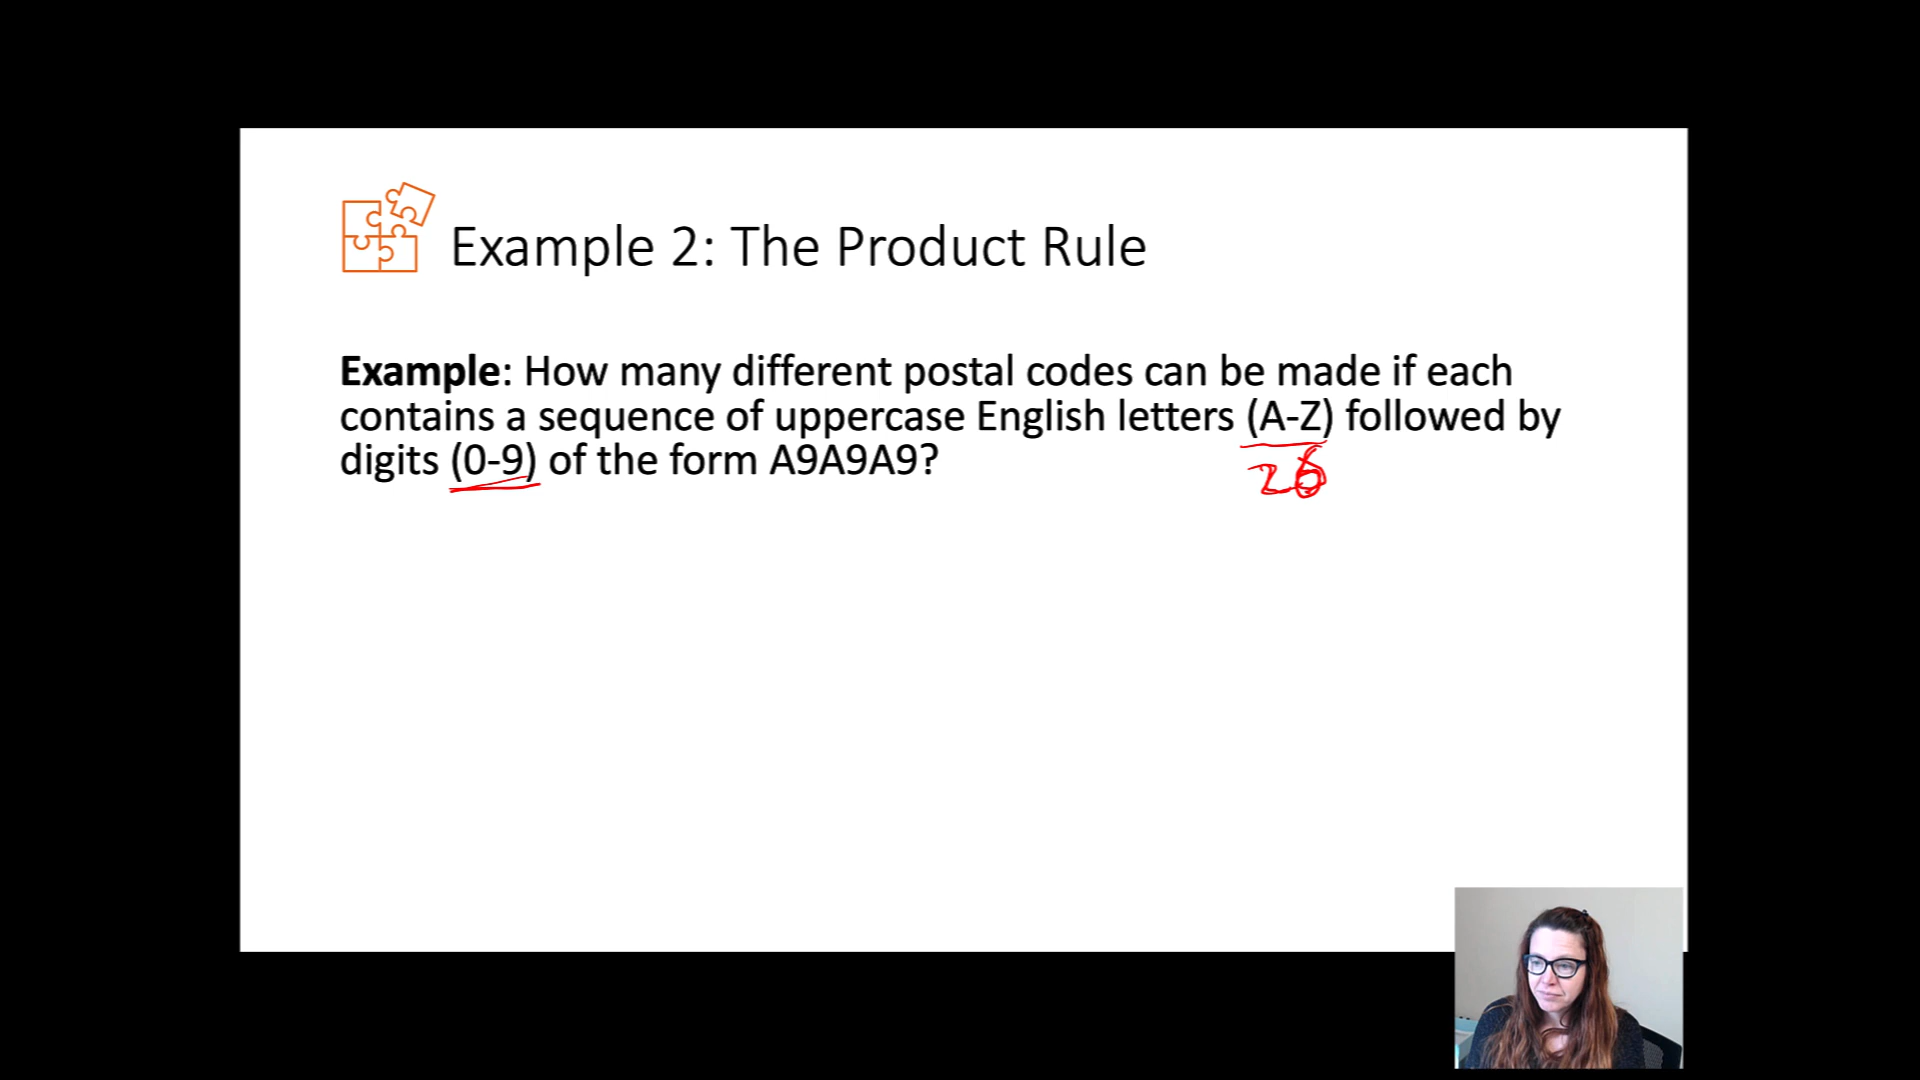 Example 2: The Product Rule
Example: How many different postal codes can be made if each
contains a sequence of uppercase English letters (A-Z) followed by
digits (0-9) of the form A9A9A9?
26